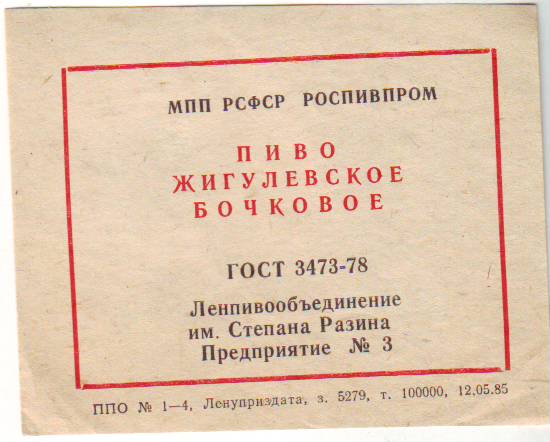 МПП РСФСР РОСПИВПРОМ
ПИВО
ЖИГУЛЕВСКОЕ
БОЧКОВОЕ
ГОСТ 3473-78
Ленпивообъединение
им. Степана Разина
Предприятие № 3
ППО № 1—4, Ленуприздата, з. 5279, т. 100000, 12.05.85